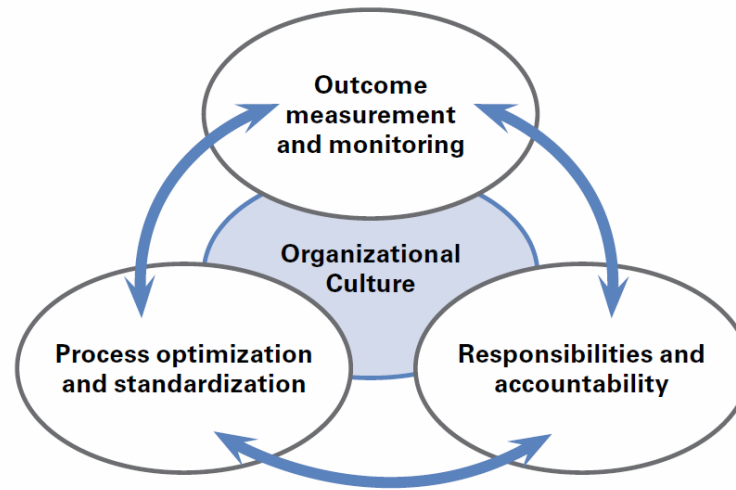 Outcome
measurement
and monitoring
Organizational
Culture
Process optimization
and standardization
Responsibilities and
accountability